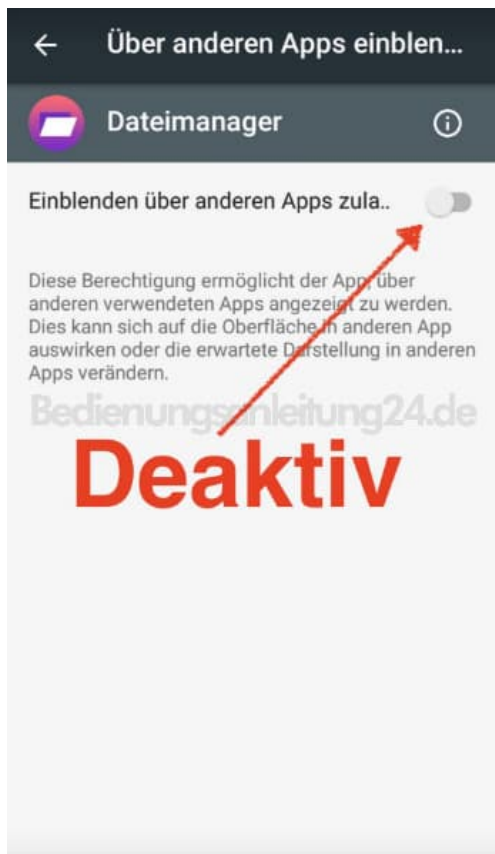 Über anderen Apps einblen...
Dateimanager
Einblenden über anderen Apps zula..
Diese Berechtigung ermöglicht der App, über
anderen verwendeten Apps angezeigt zu werden.
Dies kann sich auf die Oberfläche in anderen App
auswirken oder die erwartete Darstellung in anderen
Apps verändern.
Bedienungsanleitung24.de
Deaktiv